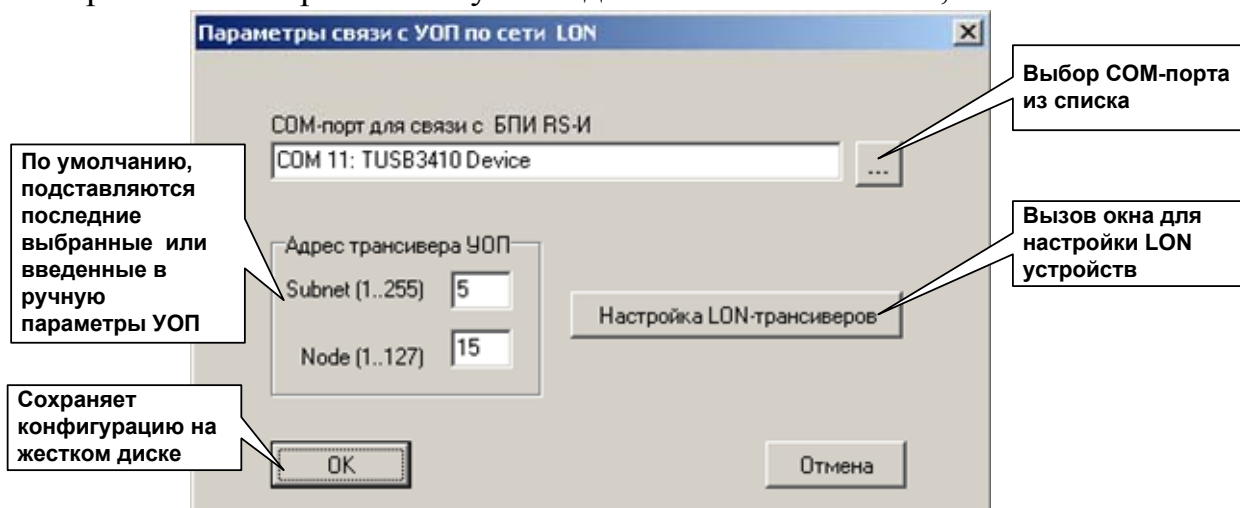 Параметры связи с УОП по сети LON
Выбор COM-порта
из списка
COM-порт для связи с БПИ RS-И
COM 11: TUSB3410 Device
...
По умолчанию,
подставляются
последние
выбранные или
введенные в
ручную
параметры УОП
Адрес трансивера УОП
Subnet (1..255) 5
Node (1..127) 15
Вызов окна для
настройки LON
устройств
Настройка LON-трансиверов
Сохраняет
конфигурацию на
жестком диске
OK
Отмена